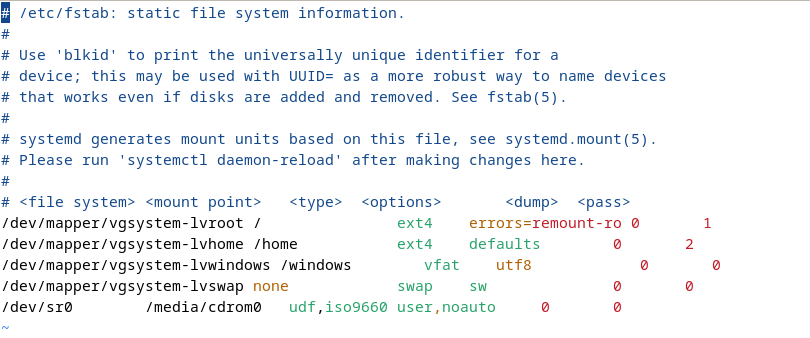 # /etc/fstab: static file system information.
#
# Use 'blkid' to print the universally unique identifier for a
# device; this may be used with UUID= as a more robust way to name devices
# that works even if disks are added and removed. See fstab(5).
#
# systemd generates mount units based on this file, see systemd.mount(5).
# Please run 'systemctl daemon-reload' after making changes here.
#
# <file system> <mount point>   <type>  <options>       <dump>  <pass>
/dev/mapper/vgsystem-lvroot /               ext4    errors=remount-ro 0       1
/dev/mapper/vgsystem-lvhome /home           ext4    defaults        0       2
/dev/mapper/vgsystem-lvwindows /windows        vfat    utf8            0       0
/dev/mapper/vgsystem-lvswap none            swap    sw              0       0
/dev/sr0        /media/cdrom0   udf,iso9660 user,noauto     0       0
~